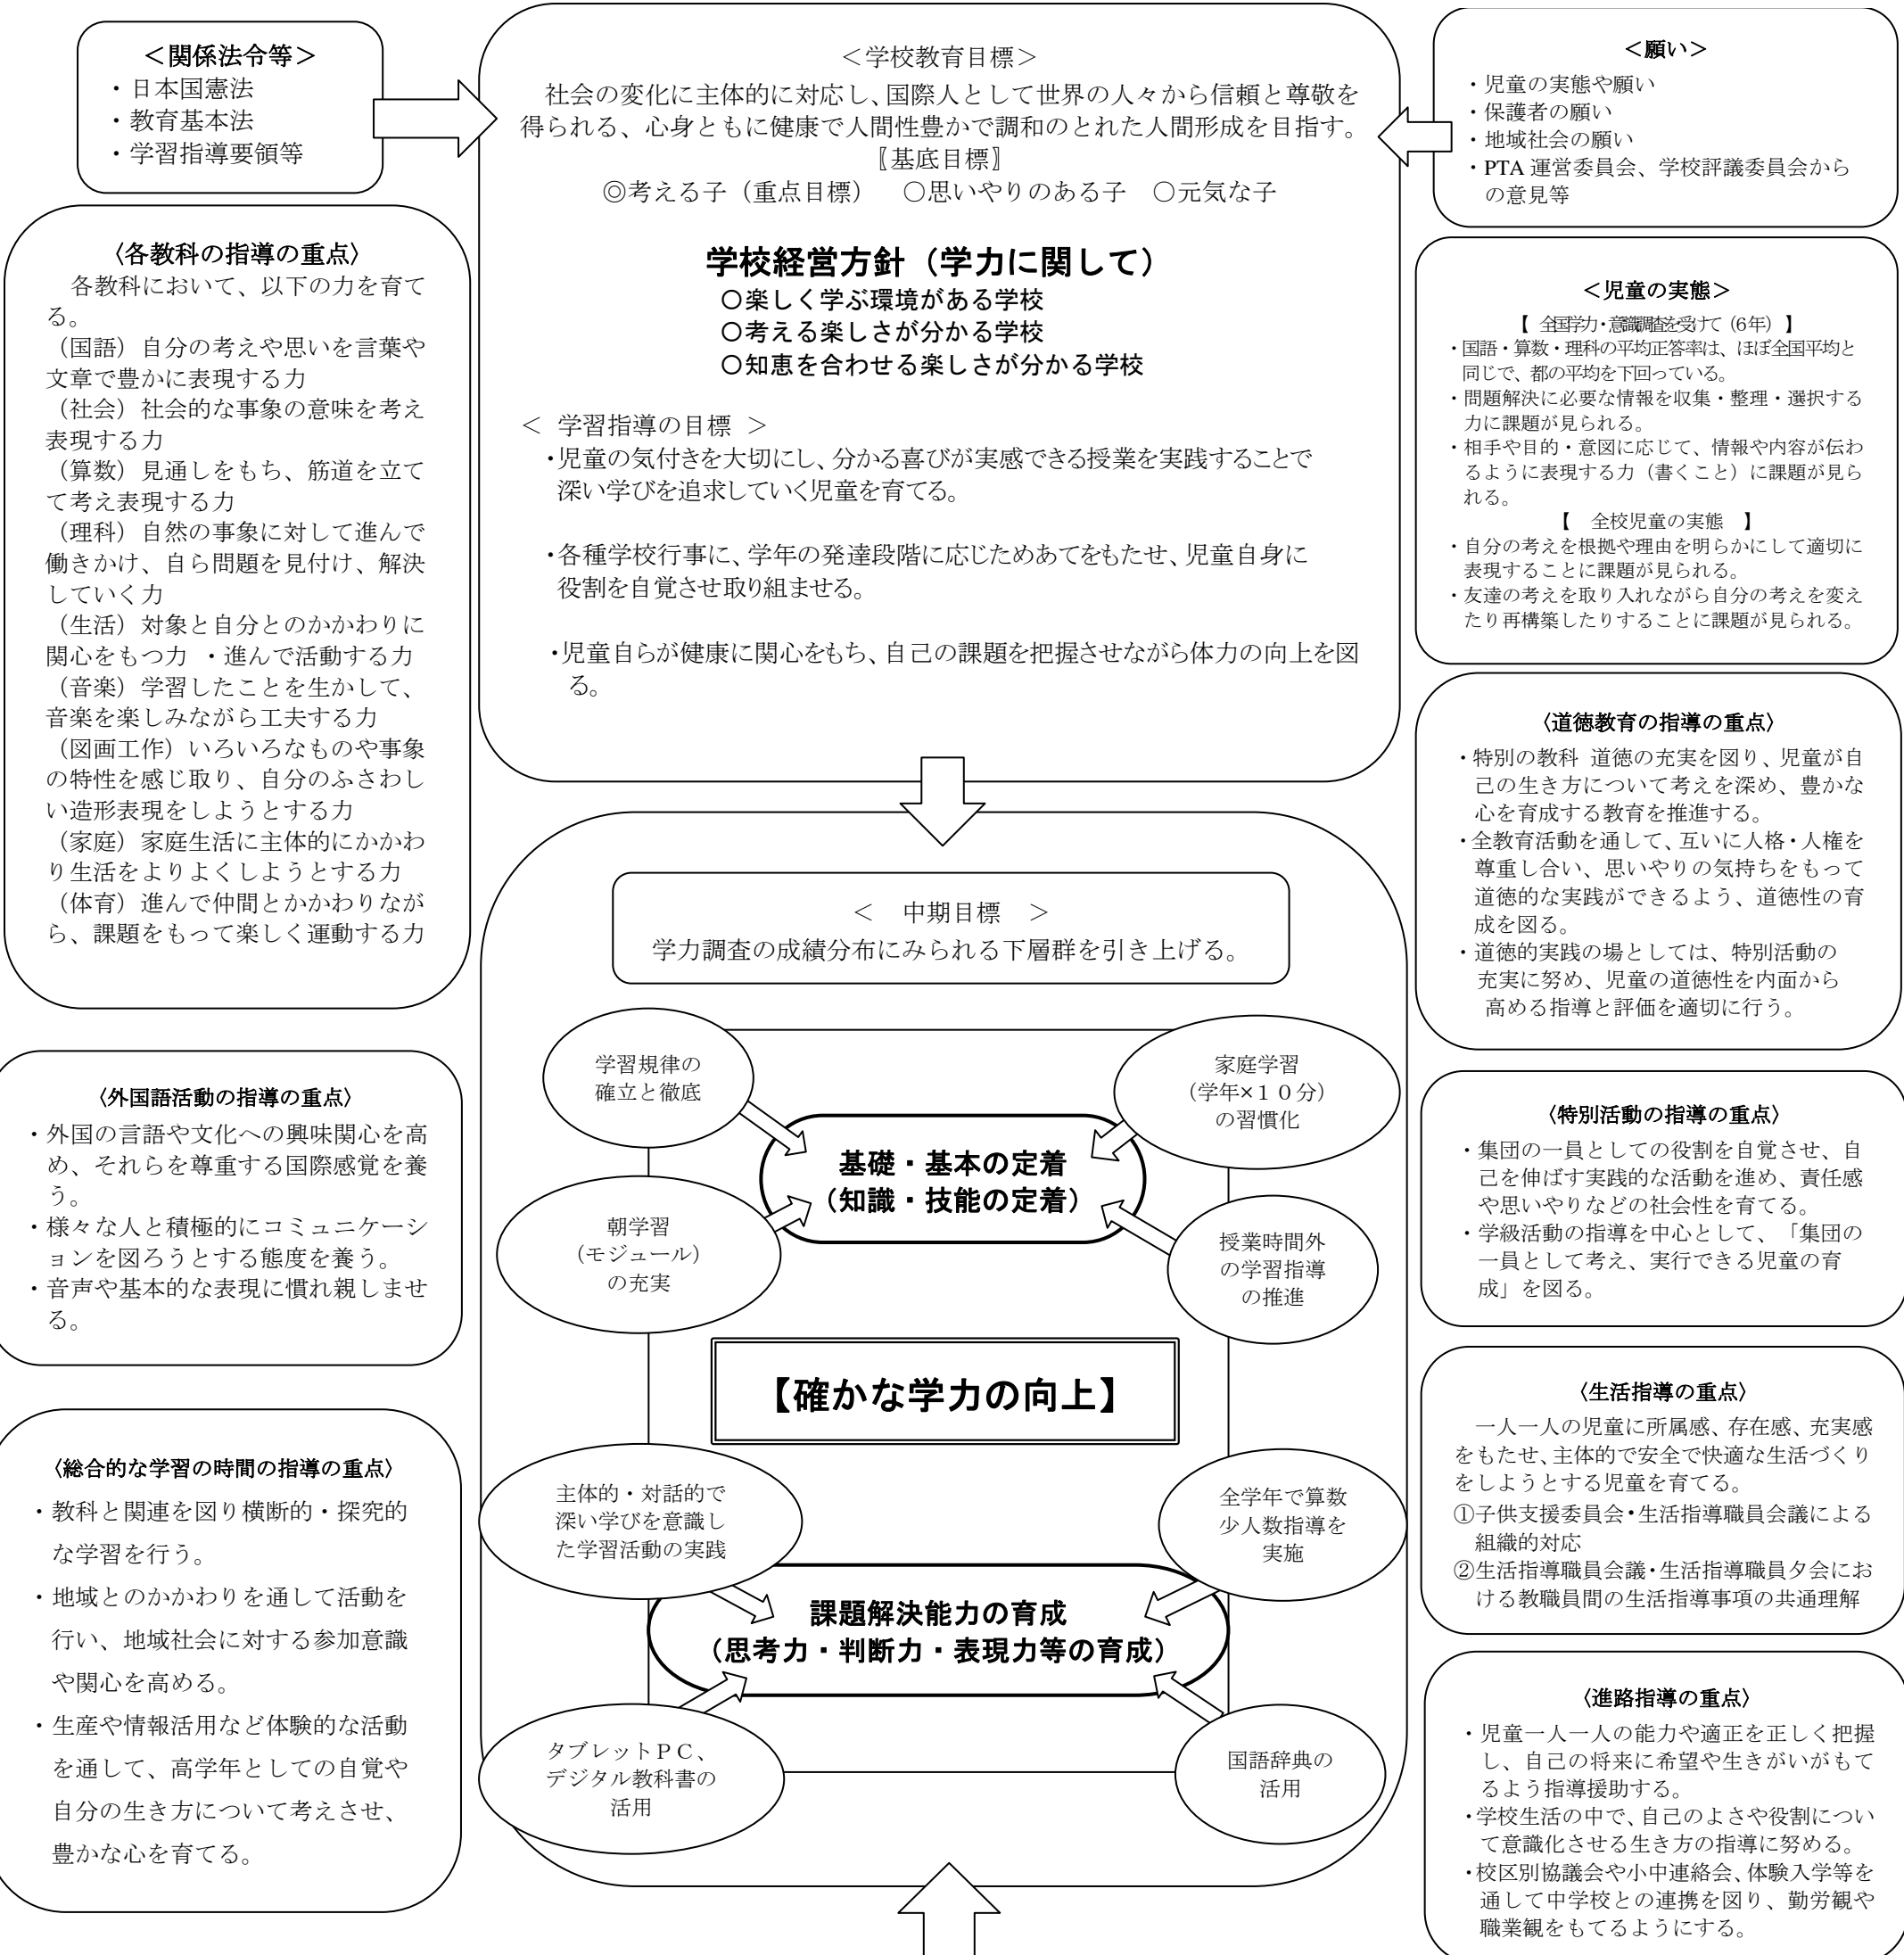 ＜関係法令等＞
・日本国憲法
・教育基本法
・学習指導要領等
＜学校教育目標＞
社会の変化に主体的に対応し、国際人として世界の人々から信頼と尊敬を
得られる、心身ともに健康で人間性豊かで調和のとれた人間形成を目指す。
〖基底目標〗
◎考える子（重点目標）　○思いやりのある子　○元気な子
学校経営方針（学力に関して）
○楽しく学ぶ環境がある学校
○考える楽しさが分かる学校
○知恵を合わせる楽しさが分かる学校
＜ 学習指導の目標 ＞
・児童の気付きを大切にし、分かる喜びが実感できる授業を実践することで
深い学びを追求していく児童を育てる。
・各種学校行事に、学年の発達段階に応じためあてをもたせ、児童自身に
役割を自覚させ取り組ませる。
・児童自らが健康に関心をもち、自己の課題を把握させながら体力の向上を図
る。
＜願い＞
・児童の実態や願い
・保護者の願い
・地域社会の願い
・PTA 運営委員会、学校評議委員会から
の意見等
〈各教科の指導の重点〉
各教科において、以下の力を育て
る。
（国語）自分の考えや思いを言葉や
文章で豊かに表現する力
（社会）社会的な事象の意味を考え
表現する力
（算数）見通しをもち、筋道を立て
て考え表現する力
（理科）自然の事象に対して進んで
働きかけ、自ら問題を見付け、解決
していく力
（生活）対象と自分とのかかわりに
関心をもつ力 ・進んで活動する力
（音楽）学習したことを生かして、
音楽を楽しみながら工夫する力
（図画工作）いろいろなものや事象
の特性を感じ取り、自分のふさわし
い造形表現をしようとする力
（家庭）家庭生活に主体的にかかわ
り生活をよりよくしようとする力
（体育）進んで仲間とかかわりなが
ら、課題をもって楽しく運動する力
＜児童の実態＞
【 全国学力・意識調査を受けて（6年）】
・国語・算数・理科の平均正答率は、ほぼ全国平均と
同じで、都の平均を下回っている。
・問題解決に必要な情報を収集・整理・選択する
力に課題が見られる。
・相手や目的・意図に応じて、情報や内容が伝わ
るように表現する力（書くこと）に課題が見ら
れる。
【　全校児童の実態　】
・自分の考えを根拠や理由を明らかにして適切に
表現することに課題が見られる。
・友達の考えを取り入れながら自分の考えを変え
たり再構築したりすることに課題が見られる。
〈道徳教育の指導の重点〉
・特別の教科 道徳の充実を図り、児童が自
己の生き方について考えを深め、豊かな
心を育成する教育を推進する。
・全教育活動を通して、互いに人格・人権を
尊重し合い、思いやりの気持ちをもって
道徳的な実践ができるよう、道徳性の育
成を図る。
・道徳的実践の場としては、特別活動の
充実に努め、児童の道徳性を内面から
高める指導と評価を適切に行う。
＜　中期目標　＞
学力調査の成績分布にみられる下層群を引き上げる。
学習規律の
確立と徹底
家庭学習
（学年×１０分）
の習慣化
基礎・基本の定着
（知識・技能の定着）
朝学習
（モジュール）
の充実
授業時間外
の学習指導
の推進
【確かな学力の向上】
主体的・対話的で
深い学びを意識し
た学習活動の実践
全学年で算数
少人数指導を
実施
課題解決能力の育成
（思考力・判断力・表現力等の育成）
タブレットＰＣ、
デジタル教科書の
活用
国語辞典の
活用
〈外国語活動の指導の重点〉
・外国の言語や文化への興味関心を高
め、それらを尊重する国際感覚を養
う。
・様々な人と積極的にコミュニケーシ
ョンを図ろうとする態度を養う。
・音声や基本的な表現に慣れ親しませ
る。
〈総合的な学習の時間の指導の重点〉
・教科と関連を図り横断的・探究的
な学習を行う。
・地域とのかかわりを通して活動を
行い、地域社会に対する参加意識
や関心を高める。
・生産や情報活用など体験的な活動
を通して、高学年としての自覚や
自分の生き方について考えさせ、
豊かな心を育てる。
〈特別活動の指導の重点〉
・集団の一員としての役割を自覚させ、自
己を伸ばす実践的な活動を進め、責任感
や思いやりなどの社会性を育てる。
・学級活動の指導を中心として、「集団の
一員として考え、実行できる児童の育
成」を図る。
〈生活指導の重点〉
一人一人の児童に所属感、存在感、充実感
をもたせ、主体的で安全で快適な生活づくり
をしようとする児童を育てる。
①子供支援委員会・生活指導職員会議による
組織的対応
②生活指導職員会議・生活指導職員夕会にお
ける教職員間の生活指導事項の共通理解
〈進路指導の重点〉
・児童一人一人の能力や適正を正しく把握
し、自己の将来に希望や生きがいがもて
るよう指導援助する。
・学校生活の中で、自己のよさや役割につい
て意識化させる生き方の指導に努める。
・校区別協議会や小中連絡会、体験入学等を
通して中学校との連携を図り、勤労観や
職業観をもてるようにする。